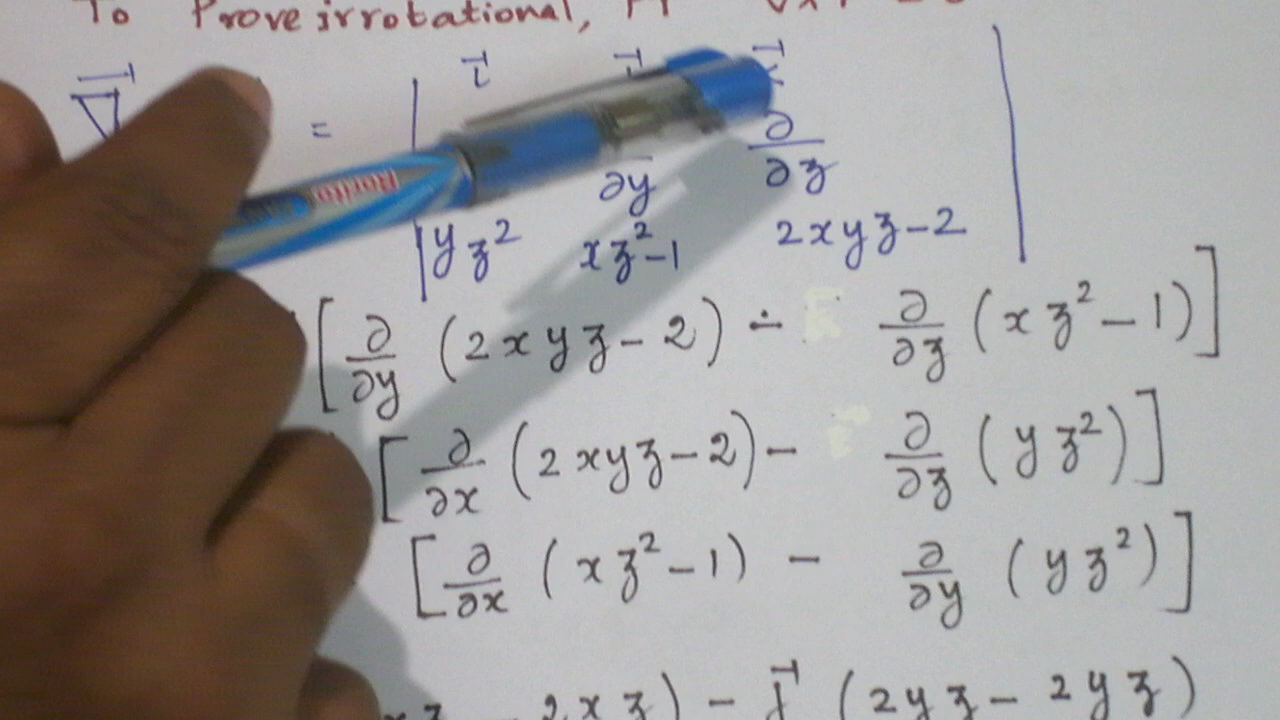 To Prove irrotational,
∇⃗ = | i⃗ ∂/∂y ∂/∂z |
| yz² xz²-1 2xyz-2 |
[∂/∂y (2xyz-2) - ∂/∂z (xz²-1)]
[∂/∂x (2xyz-2) - ∂/∂z (yz²)]
[∂/∂x (xz²-1) - ∂/∂y (yz²)]
2xz) - j⃗ (2yz - 2yz)
Rorito